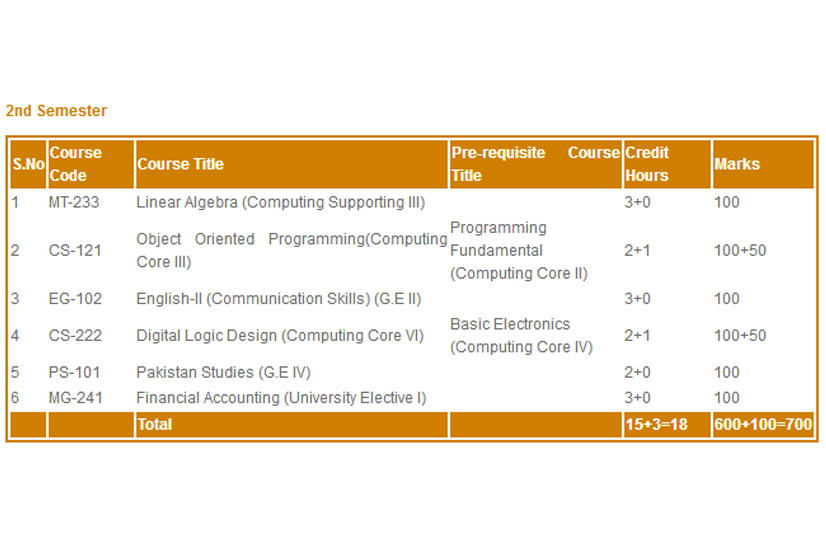 2nd Semester
S.No Course Code Course Title Pre-requisite Course Title Credit Hours Marks
1 MT-233 Linear Algebra (Computing Supporting III) 3+0 100
2 CS-121 Object Oriented Programming(Computing Core III) Programming Fundamental (Computing Core II) 2+1 100+50
3 EG-102 English-II (Communication Skills) (G.E II) 3+0 100
4 CS-222 Digital Logic Design (Computing Core VI) Basic Electronics (Computing Core IV) 2+1 100+50
5 PS-101 Pakistan Studies (G.E IV) 2+0 100
6 MG-241 Financial Accounting (University Elective I) 3+0 100
Total 15+3=18 600+100=700